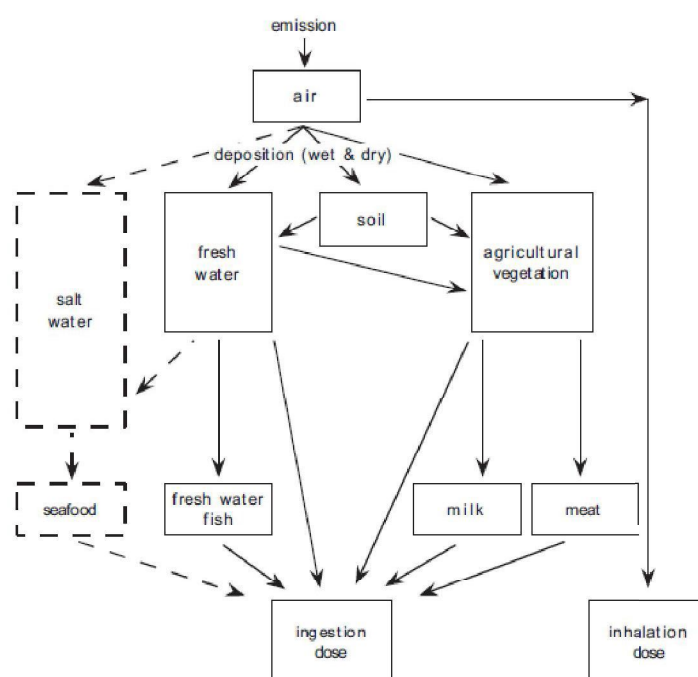 emission
air
deposition (wet & dry)
soil
fresh
water
agricultural
vegetation
salt
water
seafood
fresh water
fish
milk
meat
ingestion
dose
inhalation
dose